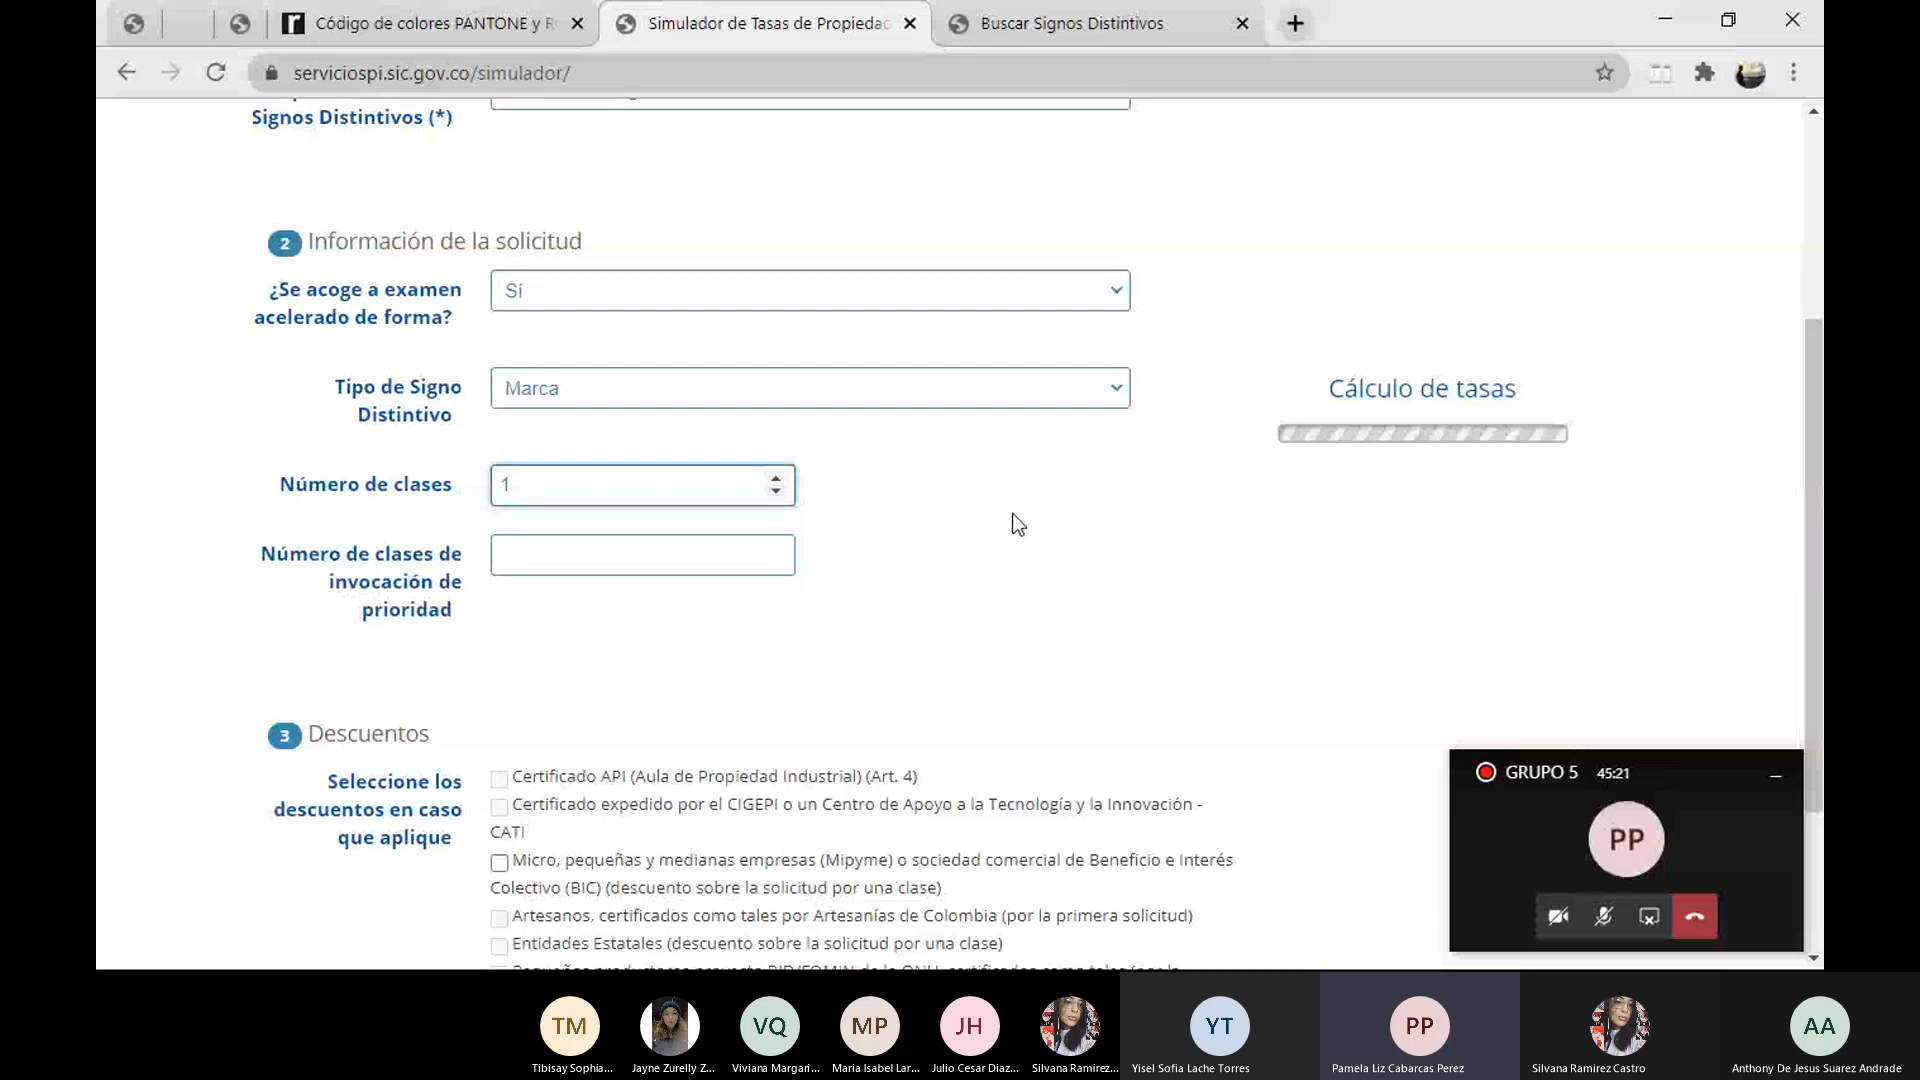 Código de colores PANTONE y R
Simulador de Tasas de Propieda
Buscar Signos Distintivos
serviciospi.sic.gov.co/simulador/
Signos Distintivos (*)
2 Información de la solicitud
¿Se acoge a examen
acelerado de forma?
Sí
Tipo de Signo
Distintivo
Marca
Cálculo de tasas
Número de clases
1
Número de clases de
invocación de
prioridad
3 Descuentos
Seleccione los
descuentos en caso
que aplique
Certificado API (Aula de Propiedad Industrial) (Art. 4)
Certificado expedido por el CIGEPI o un Centro de Apoyo a la Tecnología y la Innovación -
CATI
Micro, pequeñas y medianas empresas (Mipyme) o sociedad comercial de Beneficio e Interés
Colectivo (BIC) (descuento sobre la solicitud por una clase)
Artesanos, certificados como tales por Artesanías de Colombia (por la primera solicitud)
Entidades Estatales (descuento sobre la solicitud por una clase)
GRUPO 5 45:21
PP
TM
VQ
MP
JH
YT
PP
AA
Tibisay Sophia...
Jayne Zurelly Z...
Viviana Margari...
Maria Isabel Lar...
Julio Cesar Diaz...
Silvana Ramirez...
Yisel Sofia Lache Torres
Pamela Liz Cabarcas Perez
Silvana Ramirez Castro
Anthony De Jesus Suarez Andrade